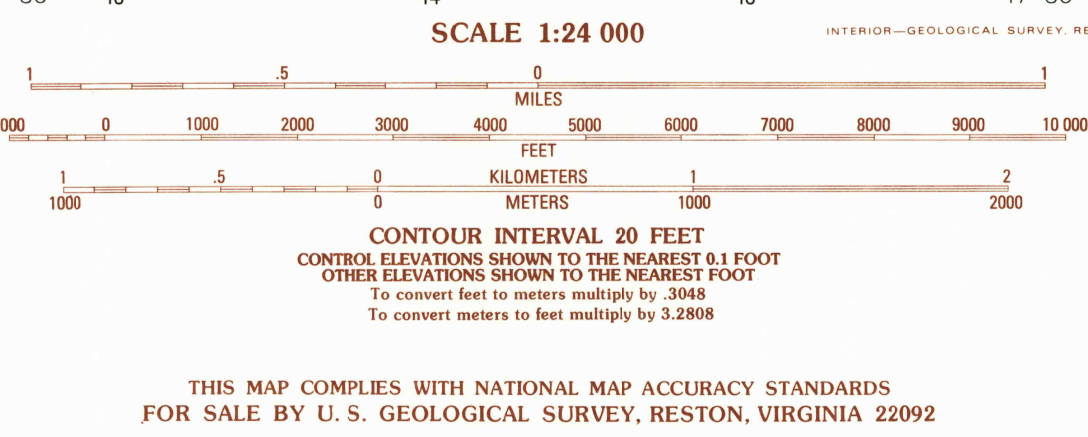 SCALE 1:24 000
INTERIOR—GEOLOGICAL SURVEY, RE
1 .5 0 1
MILES
000 0 1000 2000 3000 4000 5000 6000 7000 8000 9000 10 000
FEET
1 .5 0 KILOMETERS 1 2
1000 0 METERS 1000 2000
CONTOUR INTERVAL 20 FEET
CONTROL ELEVATIONS SHOWN TO THE NEAREST 0.1 FOOT
OTHER ELEVATIONS SHOWN TO THE NEAREST FOOT
To convert feet to meters multiply by .3048
To convert meters to feet multiply by 3.2808
THIS MAP COMPLIES WITH NATIONAL MAP ACCURACY STANDARDS
FOR SALE BY U. S. GEOLOGICAL SURVEY, RESTON, VIRGINIA 22092